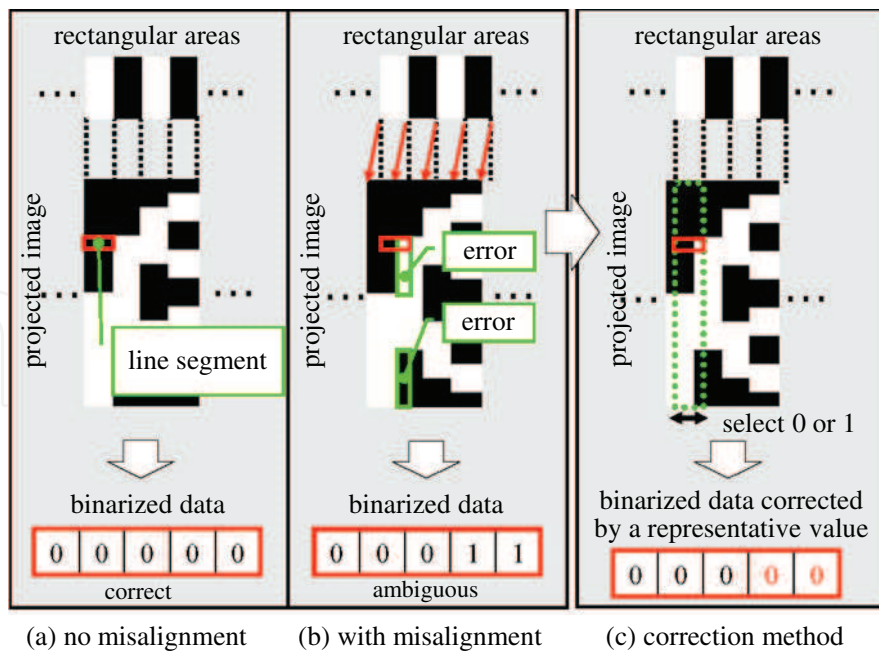 rectangular areas
projected image
line segment
binarized data
0 0 0 0 0
correct
(a) no misalignment
rectangular areas
projected image
error
error
binarized data
0 0 0 1 1
ambiguous
(b) with misalignment
rectangular areas
projected image
select 0 or 1
binarized data corrected
by a representative value
0 0 0 0 0
(c) correction method